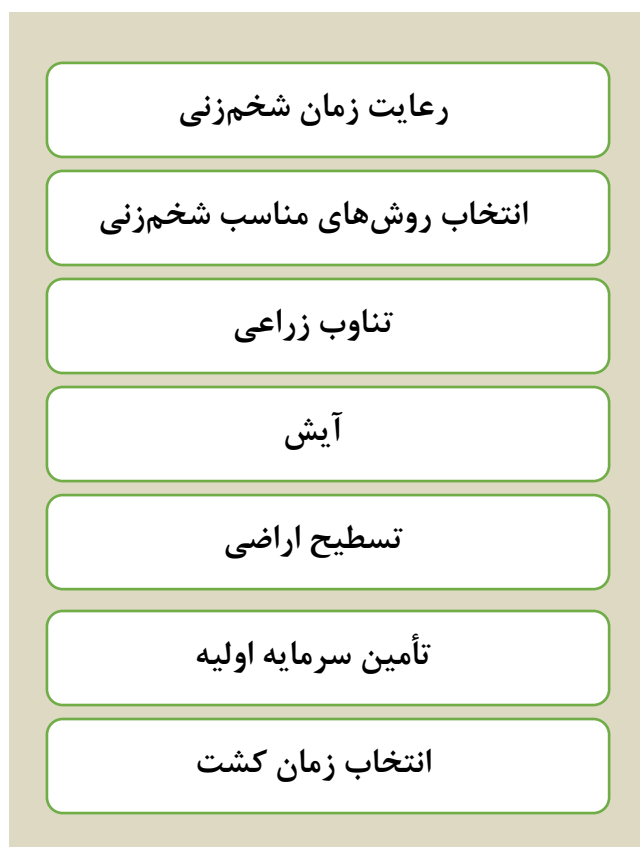 رعایت زمان شخم‌زنی
انتخاب روش‌های مناسب شخم‌زنی
تناوب زراعی
آیش
تسطیح اراضی
تأمین سرمایه اولیه
انتخاب زمان کشت